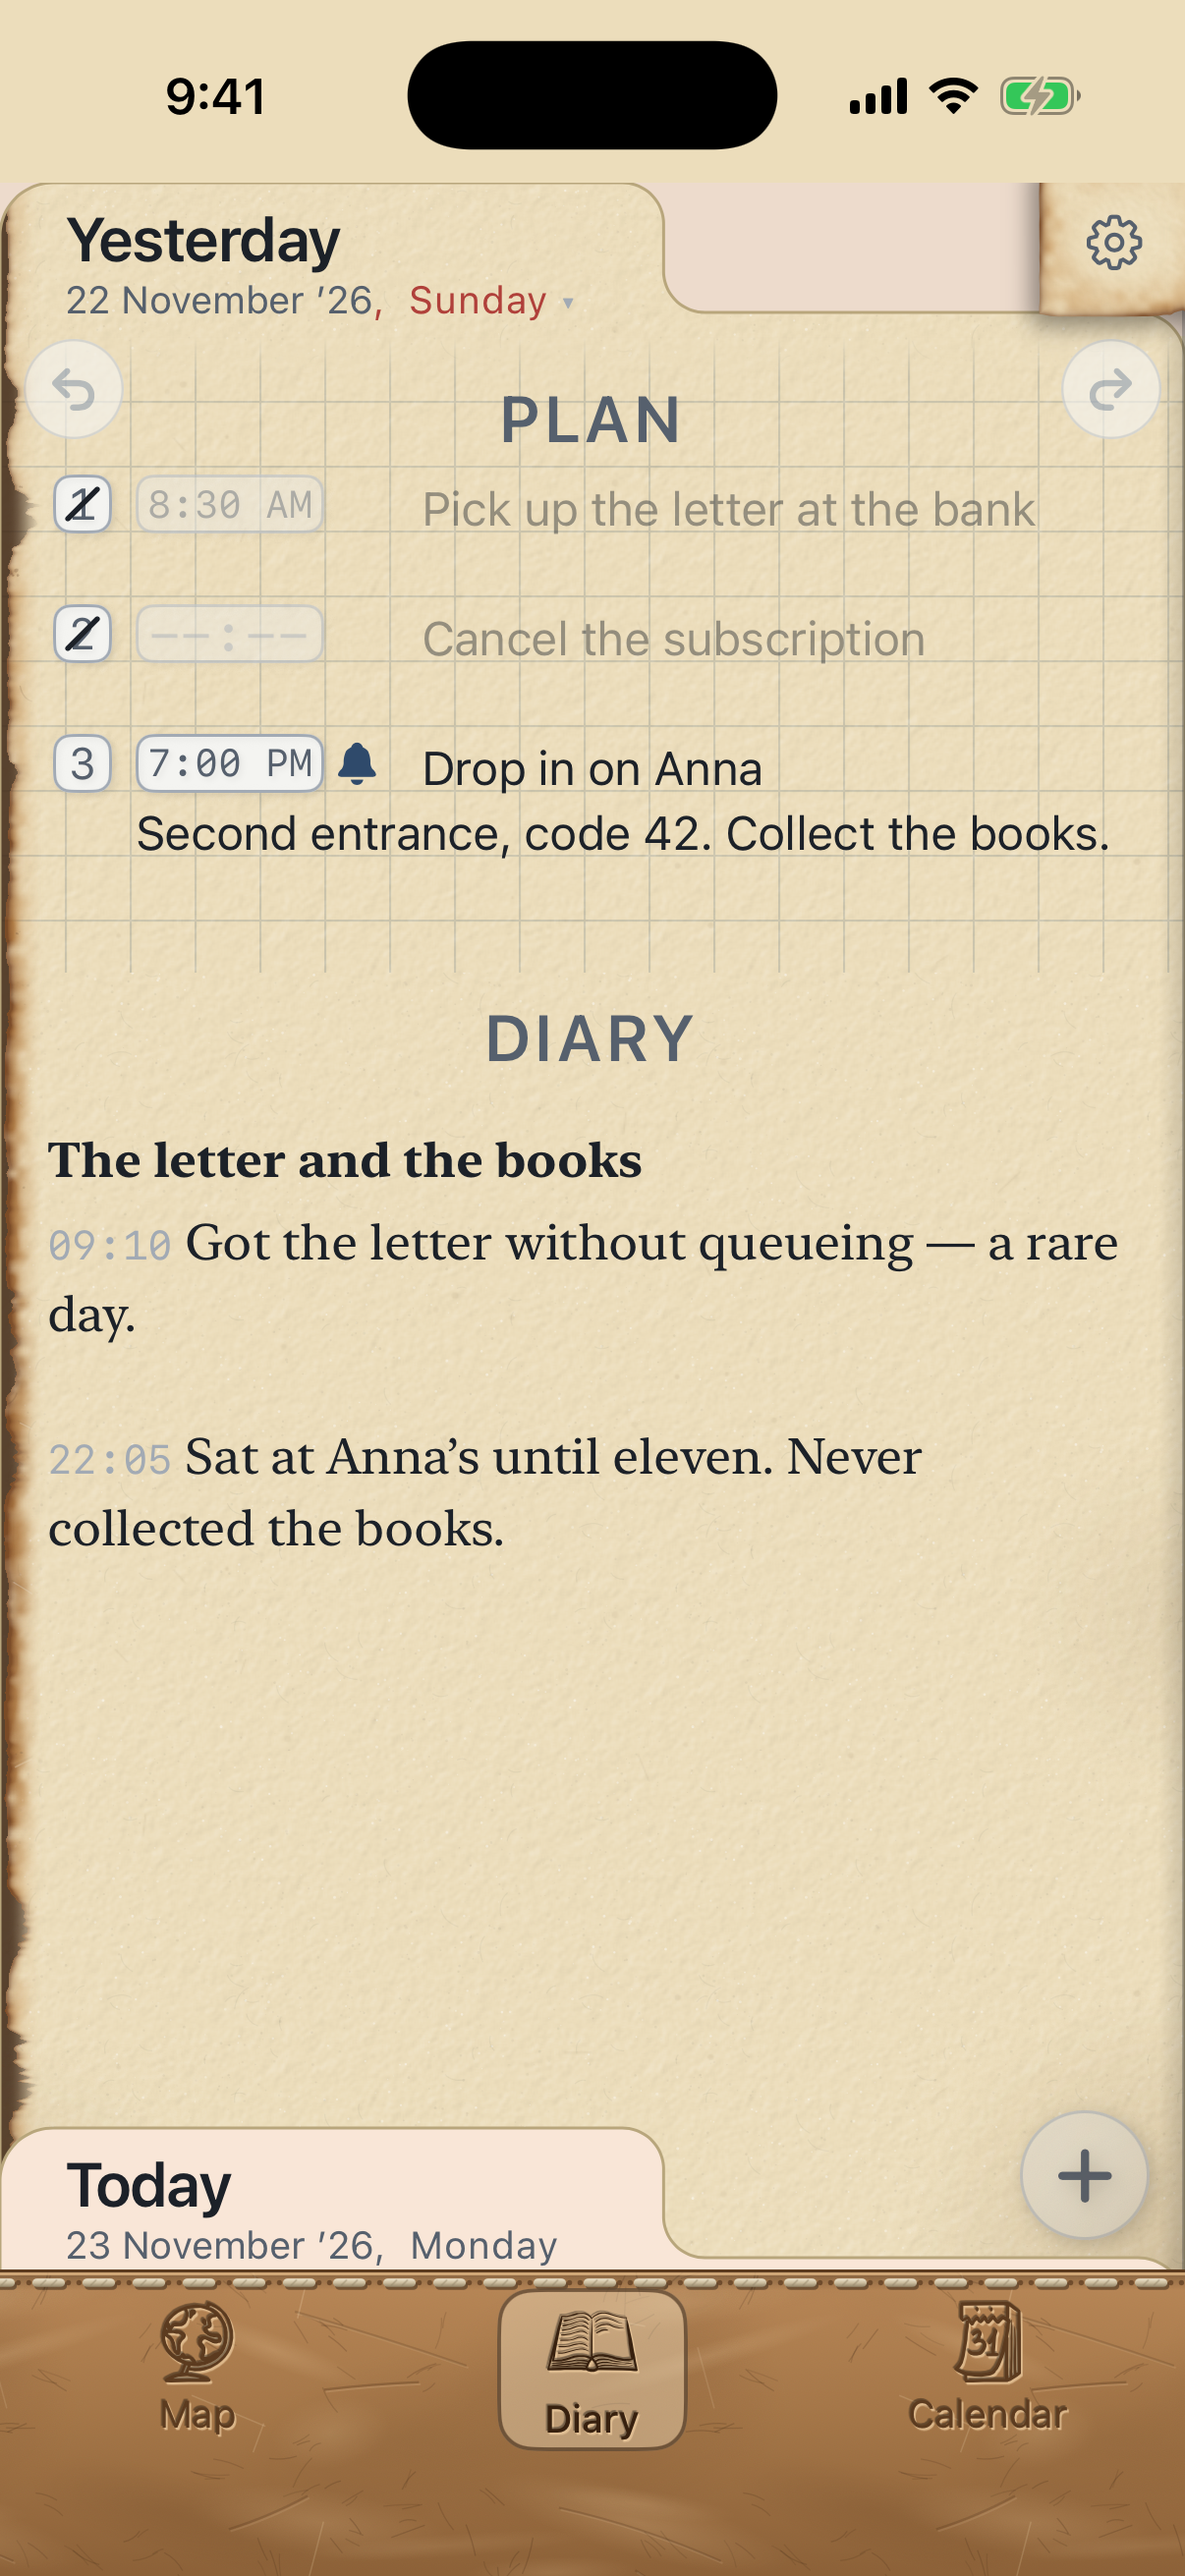 9:41
Yesterday
22 November ’26, Sunday ▾
PLAN
1 8:30 AM Pick up the letter at the bank
2 --:-- Cancel the subscription
3 7:00 PM Drop in on Anna
Second entrance, code 42. Collect the books.
DIARY
The letter and the books
09:10 Got the letter without queueing — a rare
day.
22:05 Sat at Anna’s until eleven. Never
collected the books.
Today
23 November ’26, Monday
31
Map
Diary
Calendar